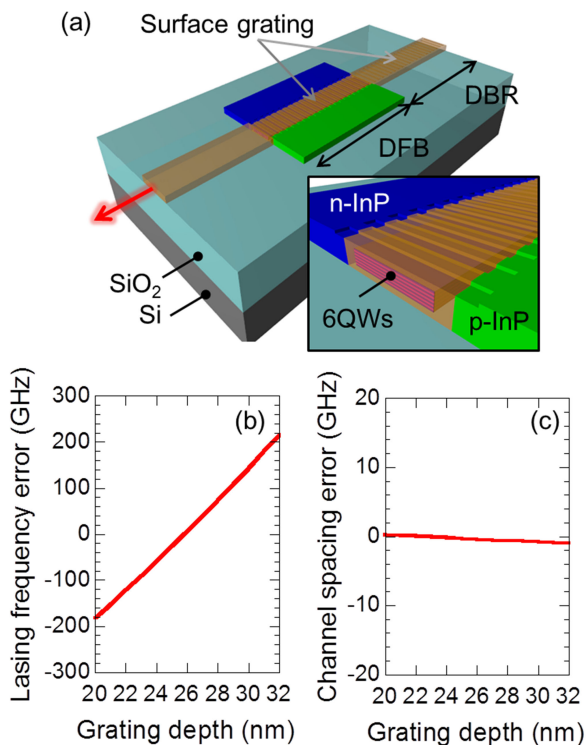 (a)
Surface grating
DBR
DFB
n-InP
6QWs
p-InP
SiO2
Si
(b)
Lasing frequency error (GHz)
300
200
100
0
-100
-200
-300
20 22 24 26 28 30 32
Grating depth (nm)
(c)
Channel spacing error (GHz)
20
10
0
-10
-20
20 22 24 26 28 30 32
Grating depth (nm)